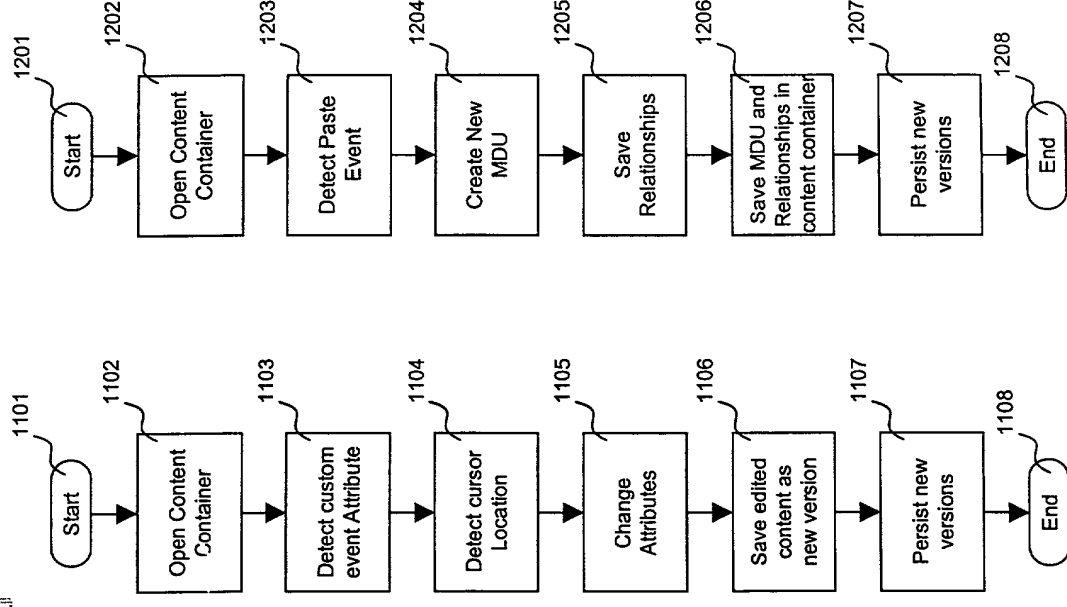 1101
Start
1102
Open Content
Container
1103
Detect custom
event Attribute
1104
Detect cursor
Location
1105
Change
Attributes
1106
Save edited
content as
new version
1107
Persist new
versions
1108
End
1201
Start
1202
Open Content
Container
1203
Detect Paste
Event
1204
Create New
MDU
1205
Save
Relationships
1206
Save MDU and
Relationships in
content container
1207
Persist new
versions
1208
End